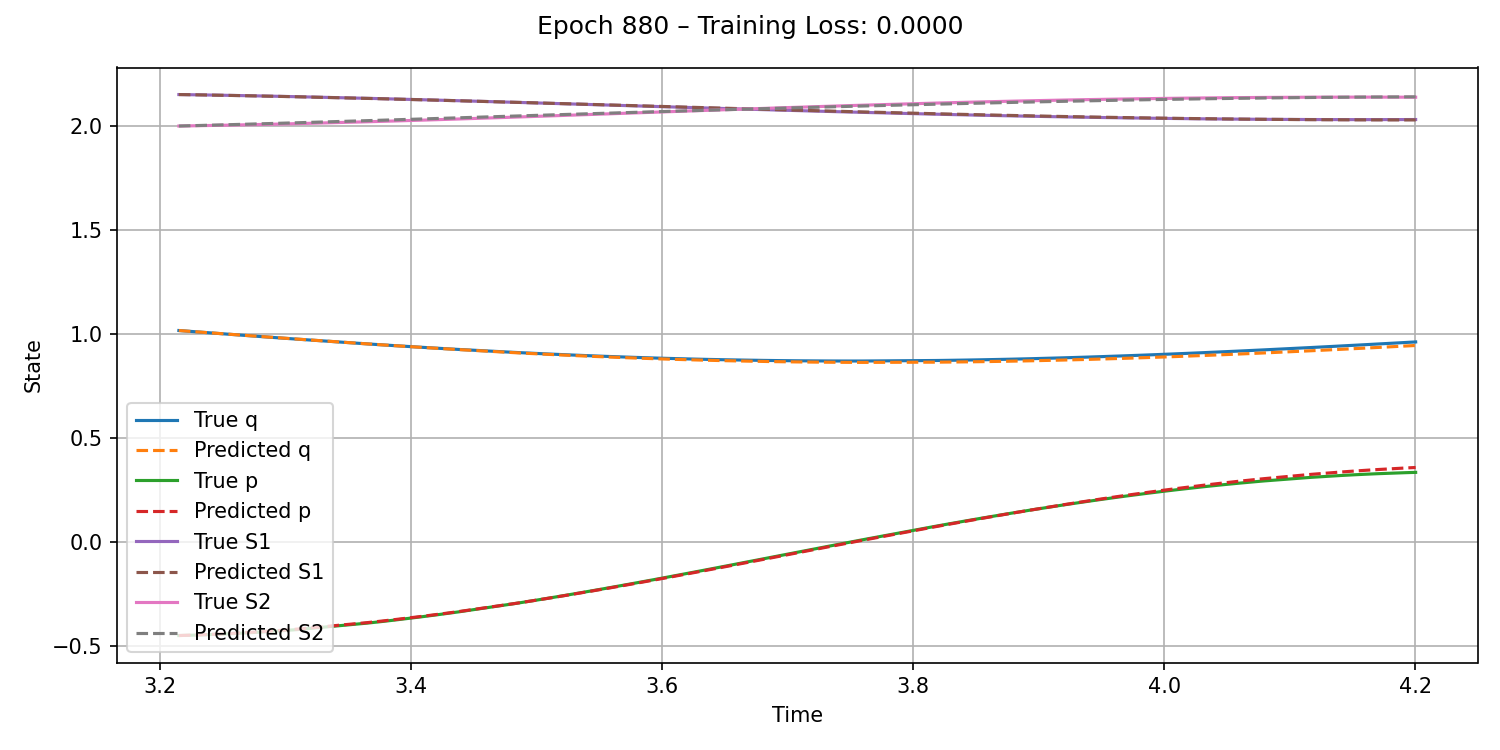 Epoch 880 – Training Loss: 0.0000
State
2.0
1.5
1.0
0.5
0.0
−0.5
True q
Predicted q
True p
Predicted p
True S1
Predicted S1
True S2
Predicted S2
3.2 3.4 3.6 3.8 4.0 4.2
Time